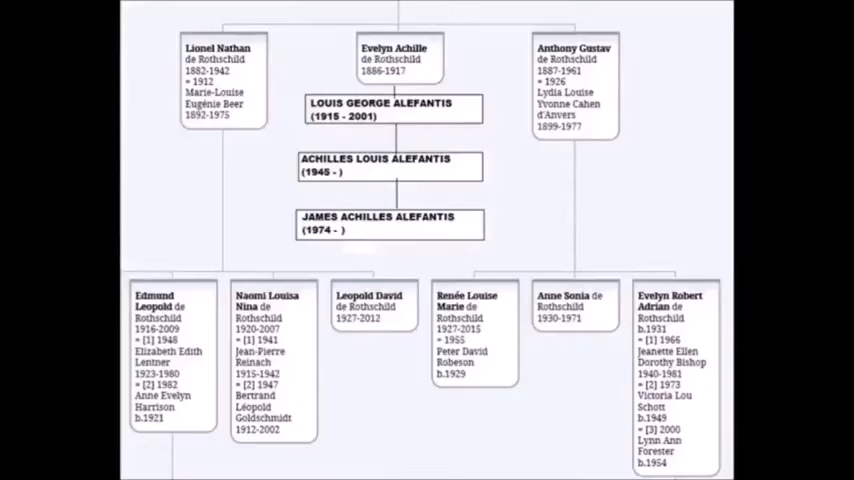 Lionel Nathan
de Rothschild
1882-1942
= 1912
Marie-Louise
Eugénie Beer
1892-1975
Evelyn Achille
de Rothschild
1886-1917
Anthony Gustav
de Rothschild
1887-1961
= 1926
Lydia Louise
Yvonne Cahen
d'Anvers
1899-1977
LOUIS GEORGE ALEFANTIS
(1915 - 2001)
ACHILLES LOUIS ALEFANTIS
(1945 - )
JAMES ACHILLES ALEFANTIS
(1974 - )
Edmund
Leopold de
Rothschild
1916-2009
= [1] 1948
Elizabeth Edith
Lentner
1923-1980
= [2] 1982
Anne Evelyn
Harrison
b.1921
Naomi Louisa
Nina de
Rothschild
1920-2007
= [1] 1941
Jean-Pierre
Reinach
1915-1942
= [2] 1947
Bertrand
Léopold
Goldschmidt
1912-2002
Leopold David
de Rothschild
1927-2012
Renée Louise
Marie de
Rothschild
1927-2015
= 1955
Peter David
Robeson
b.1929
Anne Sonia de
Rothschild
1930-1971
Evelyn Robert
Adrian de
Rothschild
b.1931
= [1] 1966
Jeanette Ellen
Dorothy Bishop
1940-1981
= [2] 1973
Victoria Lou
Schott
b.1949
= [3] 2000
Lynn Ann
Forester
b.1954